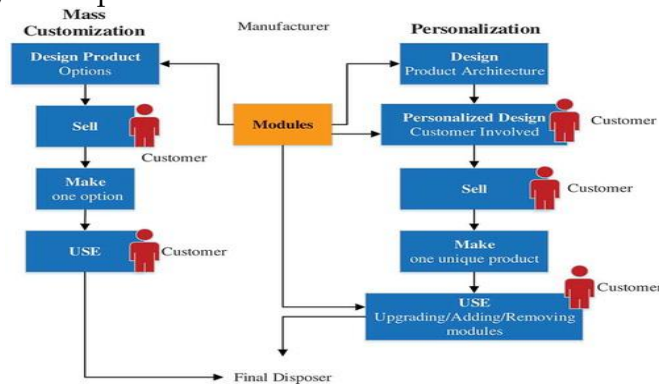 Mass
Customization
Manufacturer
Personalization
Design Product
Options
Design
Product Architecture
Modules
Sell
Customer
Personalized Design
Customer Involved
Customer
Make
one option
Sell
Customer
USE
Customer
Make
one unique product
USE
Upgrading/Adding/Removing
modules
Customer
Final Disposer